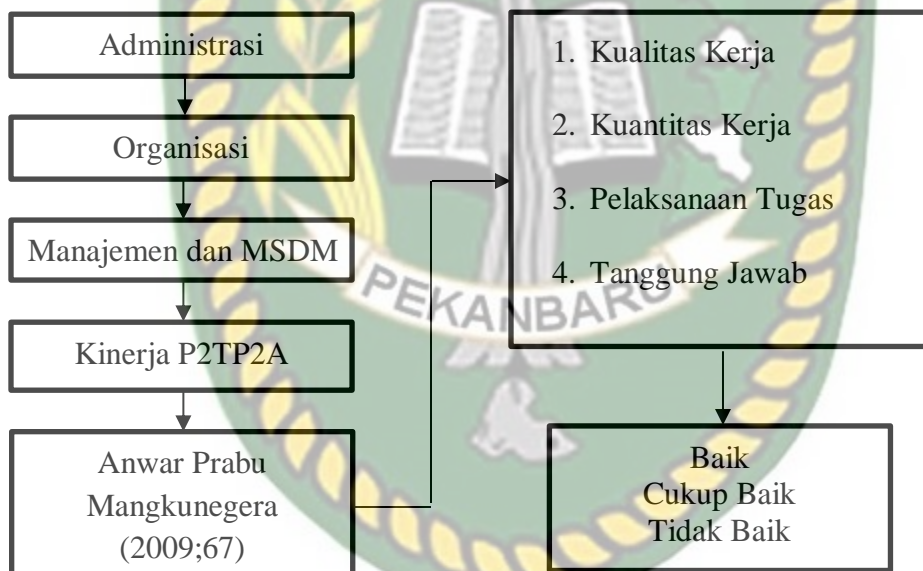 Administrasi
Organisasi
Manajemen dan MSDM
Kinerja P2TP2A
Anwar Prabu
Mangkunegera
(2009;67)
1. Kualitas Kerja
2. Kuantitas Kerja
3. Pelaksanaan Tugas
4. Tanggung Jawab
Baik
Cukup Baik
Tidak Baik
PEKANBARU